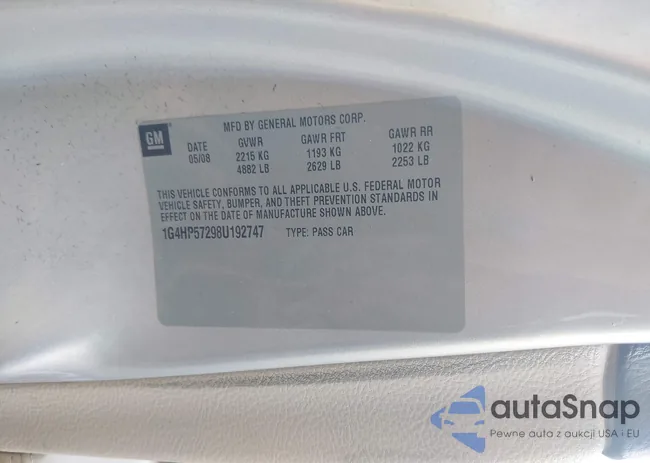 MFD BY GENERAL MOTORS CORP.
GM DATE GVWR GAWR FRT GAWR RR
05/08 2215 KG 1193 KG 1022 KG
4882 LB 2629 LB 2253 LB
THIS VEHICLE CONFORMS TO ALL APPLICABLE U.S. FEDERAL MOTOR
VEHICLE SAFETY, BUMPER, AND THEFT PREVENTION STANDARDS IN
EFFECT ON THE DATE OF MANUFACTURE SHOWN ABOVE.
1G4HP57298U192747 TYPE: PASS CAR
autoSnap
Pewne auta z aukcji USA i EU